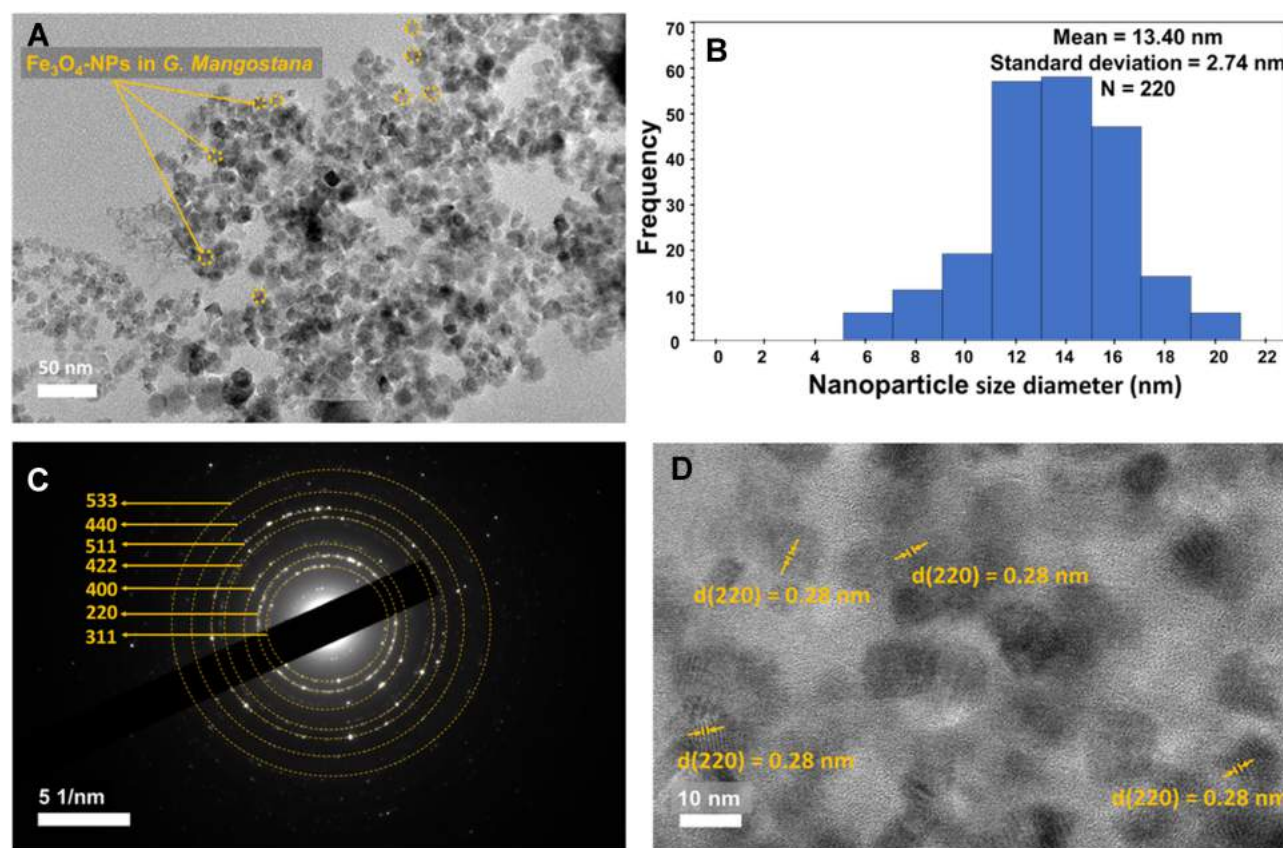 A
Fe₃O₄-NPs in G. Mangostana
50 nm
B
Mean = 13.40 nm
Standard deviation = 2.74 nm
N = 220
Frequency
70
60
50
40
30
20
10
0
0 2 4 6 8 10 12 14 16 18 20 22
Nanoparticle size diameter (nm)
C
533
440
511
422
400
220
311
5 1/nm
D
d(220) = 0.28 nm
d(220) = 0.28 nm
d(220) = 0.28 nm
d(220) = 0.28 nm
10 nm